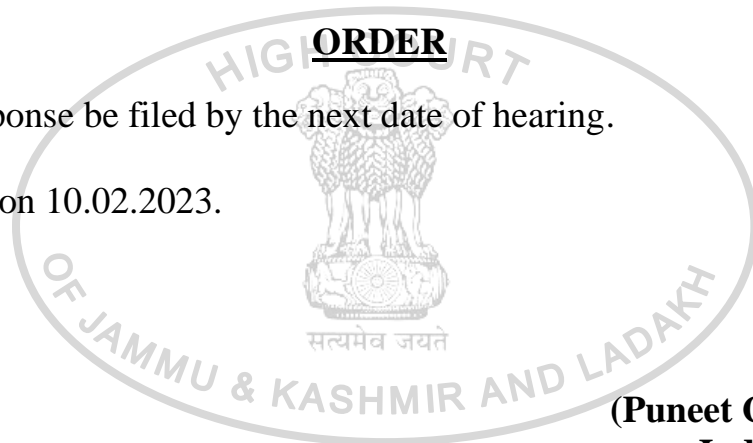 ORDER
HIGH COURT
ponse be filed by the next date of hearing.
on 10.02.2023.
सत्यमेव जयते
OF JAMMU & KASHMIR AND LADAKH
(Puneet